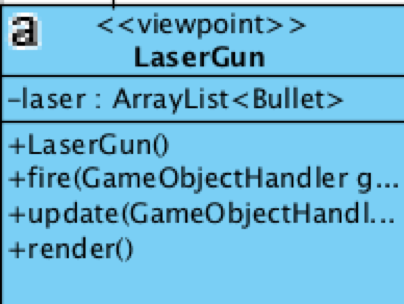 a
<<viewpoint>>
LaserGun
-laser : ArrayList<Bullet>
+LaserGun()
+fire(GameObjectHandler g...
+update(GameObjectHandl...
+render()